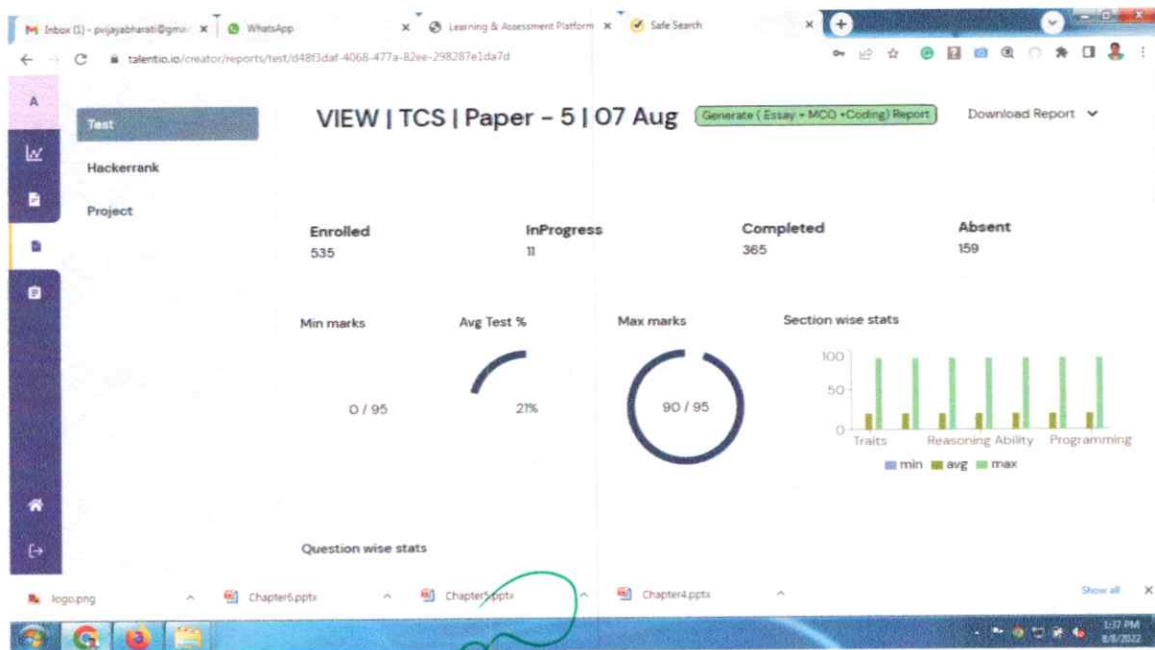 Inbox (1) - pvijayabharati@gmai
WhatsApp
Learning & Assessment Platform
Safe Search
talentio.io/creator/reports/test/d48f3daf-4068-477a-82ee-298287e1da7d
A
Test
Hackerrank
Project
VIEW | TCS | Paper - 5 | 07 Aug
Generate ( Essay + MCQ +Coding) Report
Download Report
Enrolled
535
InProgress
11
Completed
365
Absent
159
Min marks
0 / 95
Avg Test %
21%
Max marks
90 / 95
Section wise stats
100
50
0
Traits
Reasoning Ability
Programming
min avg max
Question wise stats
logo.png
Chapter6.pptx
Chapter5.pptx
Chapter4.pptx
Show all
1:37 PM
8/8/2022